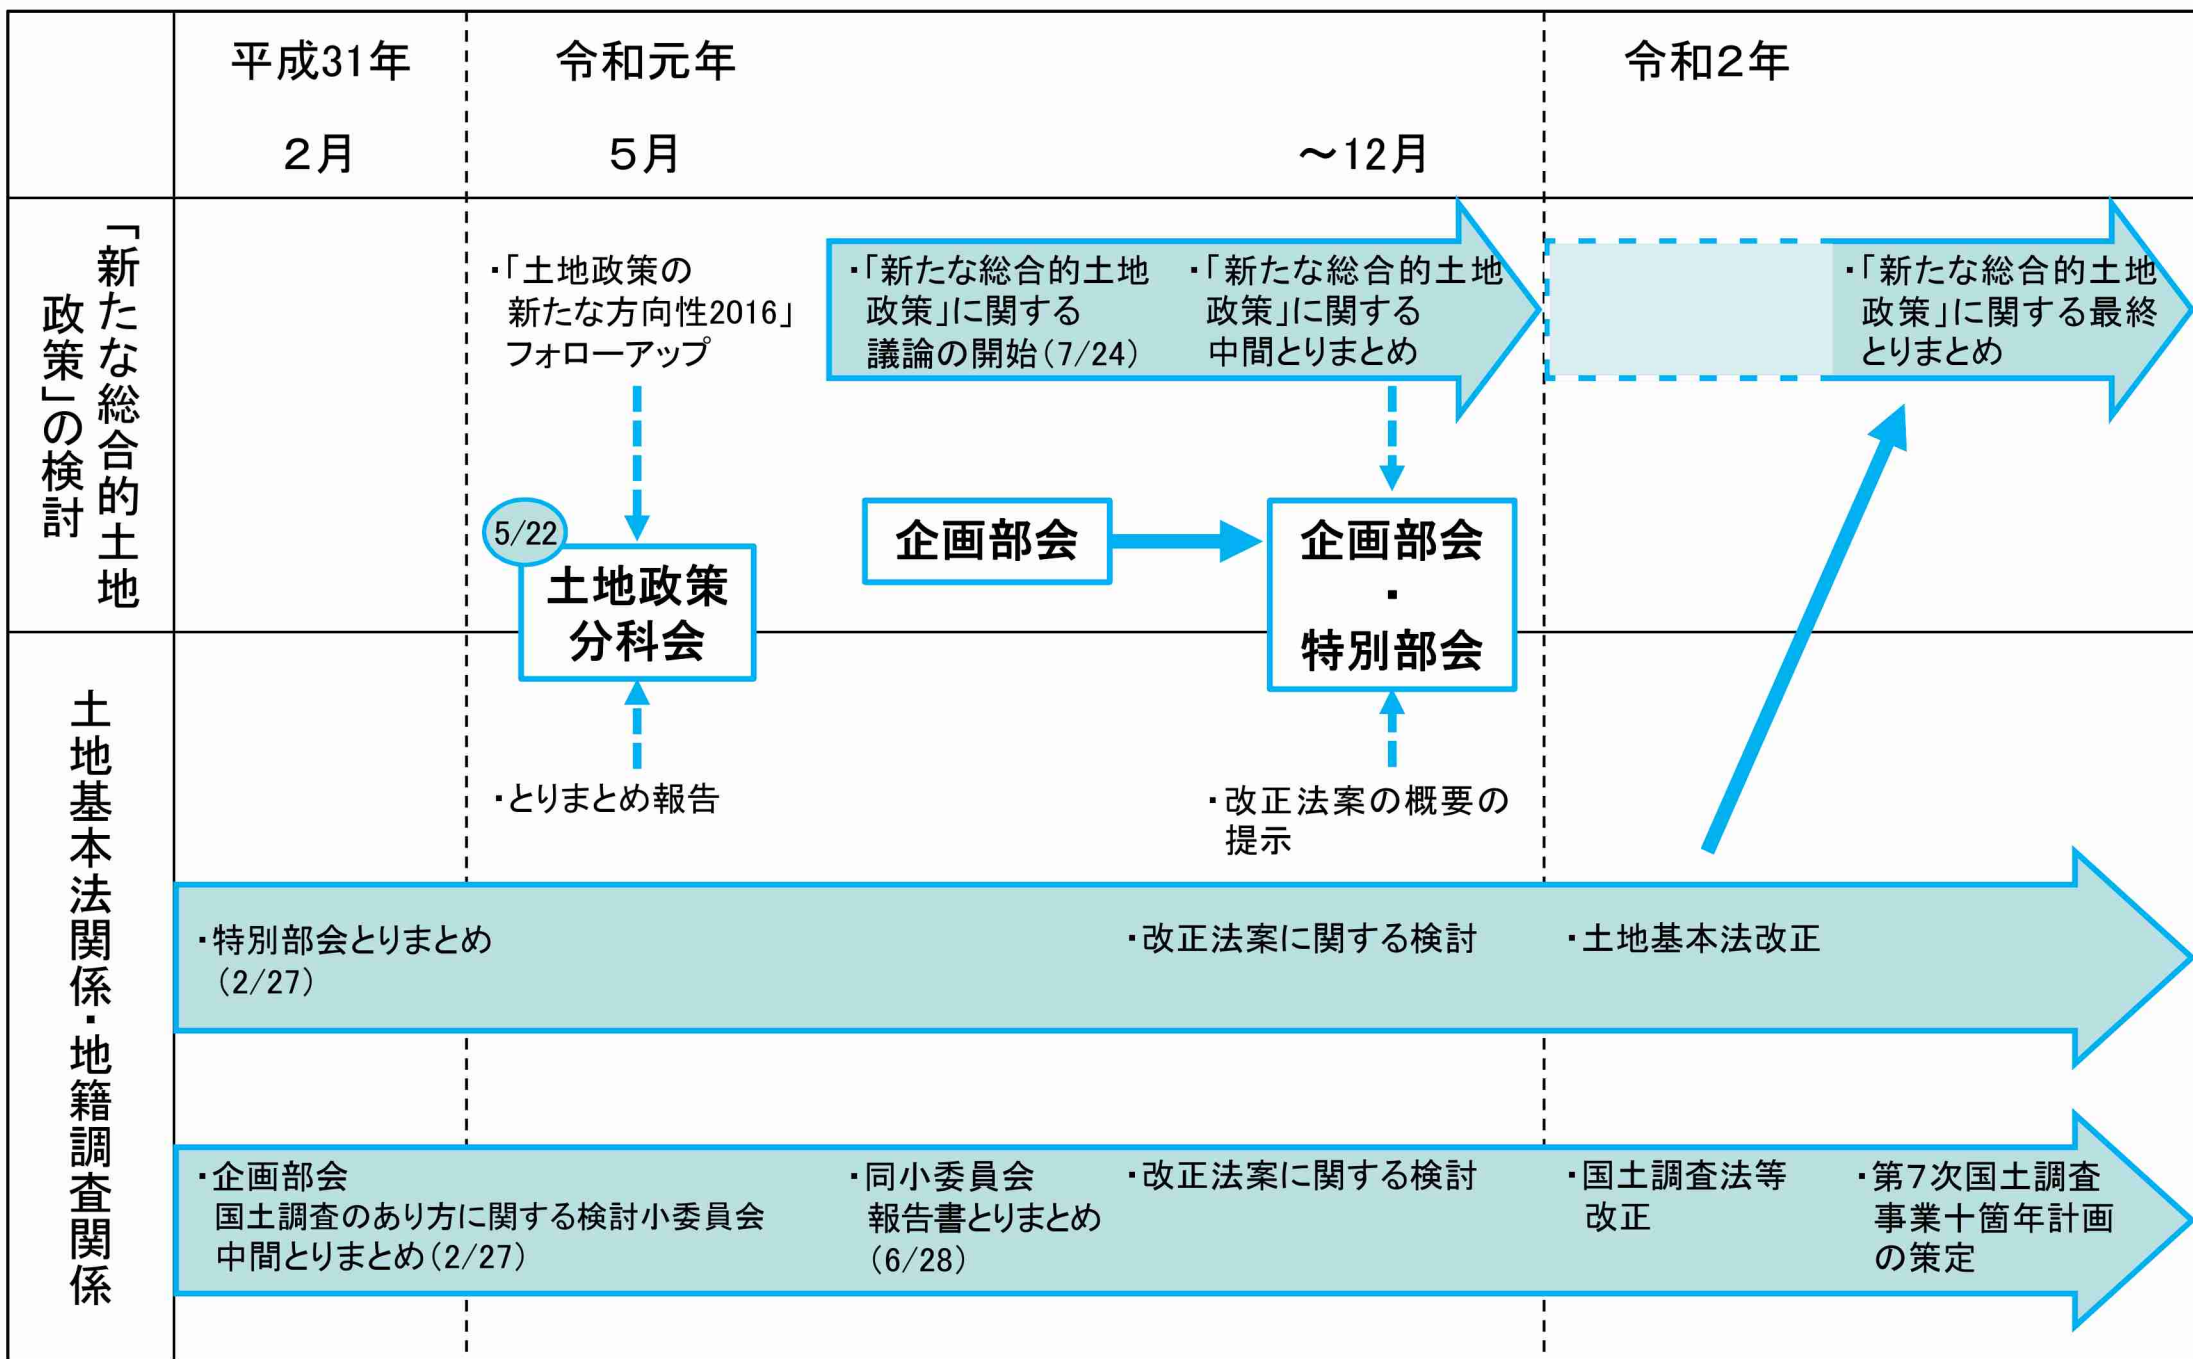 平成31年
令和元年
令和2年
2月
5月
～12月
「新たな総合的土地
政策」の検討
・「土地政策の
新たな方向性2016」
フォローアップ
・「新たな総合的土地
政策」に関する
議論の開始（7/24）
・「新たな総合的土地
政策」に関する
中間とりまとめ
・「新たな総合的土地
政策」に関する最終
とりまとめ
5/22
土地政策
分科会
企画部会
企画部会
・
特別部会
土地基本法関係・地籍調査関係
・とりまとめ報告
・改正法案の概要の
提示
・特別部会とりまとめ
（2/27）
・改正法案に関する検討
・土地基本法改正
・企画部会
国土調査のあり方に関する検討小委員会
中間とりまとめ（2/27）
・同小委員会
報告書とりまとめ
（6/28）
・改正法案に関する検討
・国土調査法等
改正
・第7次国土調査
事業十箇年計画
の策定